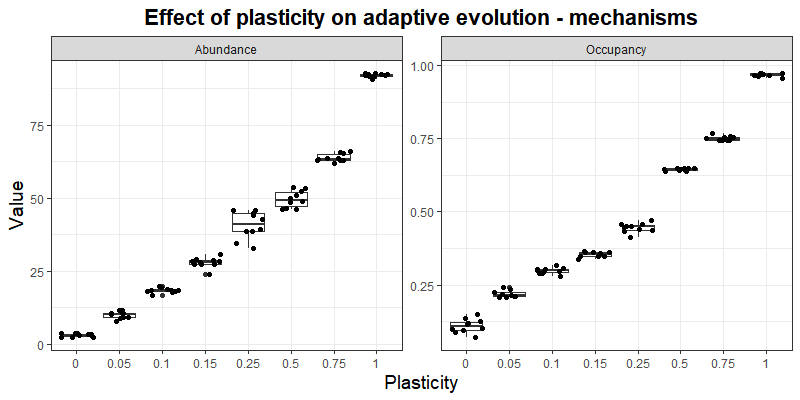 Effect of plasticity on adaptive evolution - mechanisms
Abundance
Occupancy
Value
75
50
25
0
1.00
0.75
0.50
0.25
0 0.05 0.1 0.15 0.25 0.5 0.75 1
0 0.05 0.1 0.15 0.25 0.5 0.75 1
Plasticity